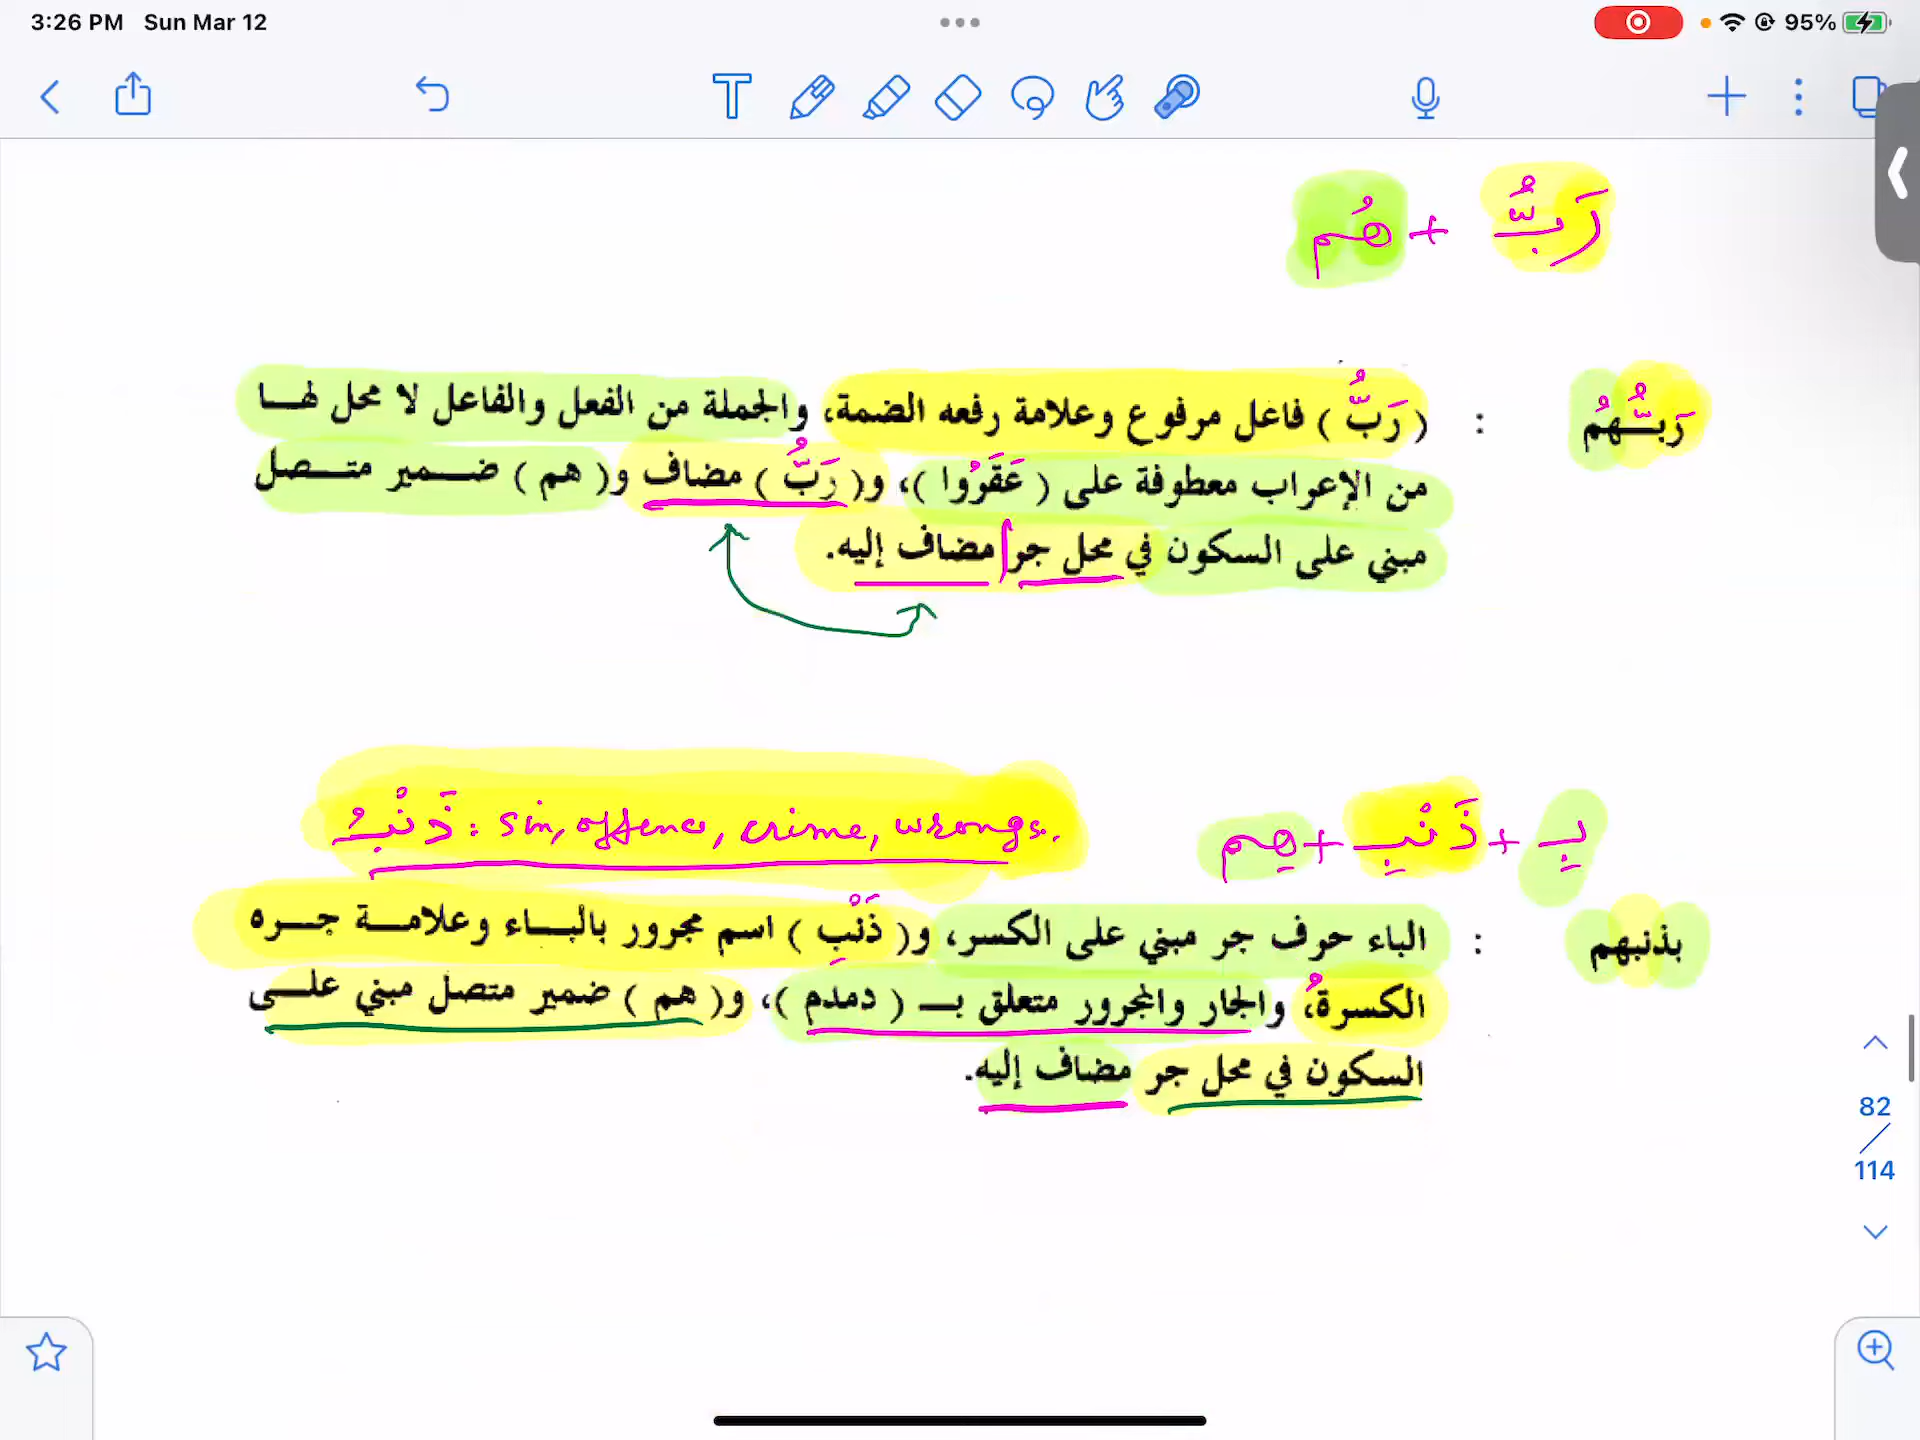 3:26 PM Sun Mar 12
95%
رَبُّ + هُم
رَبُّهُم : ( رَبُّ ) فاعل مرفوع وعلامة رفعه الضمة، والجملة من الفعل والفاعل لا محل لها
من الإعراب معطوفة على ( عَقَرُوا )، و( رَبُّ ) مضاف و( هم ) ضمير متصل
مبني على السكون في محل جر مضاف إليه.
بِ + ذَنْبِ + هِم
ذَنْبُ : sin, offence, crime, wrongs.
بذنبهم : الباء حرف جر مبني على الكسر، و( ذَنْبِ ) اسم مجرور بالباء وعلامة جره
الكسرةُ، والجار والمجرور متعلق بـ ( دمدم )، و( هم ) ضمير متصل مبني على
السكون في محل جر مضاف إليه.
82
114